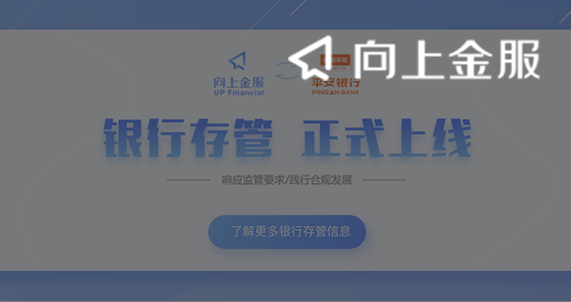 向上金服
向上金服
UP Financial
平安银行
PING AN BANK
银行存管 正式上线
响应监管要求/践行合规发展
了解更多银行存管信息